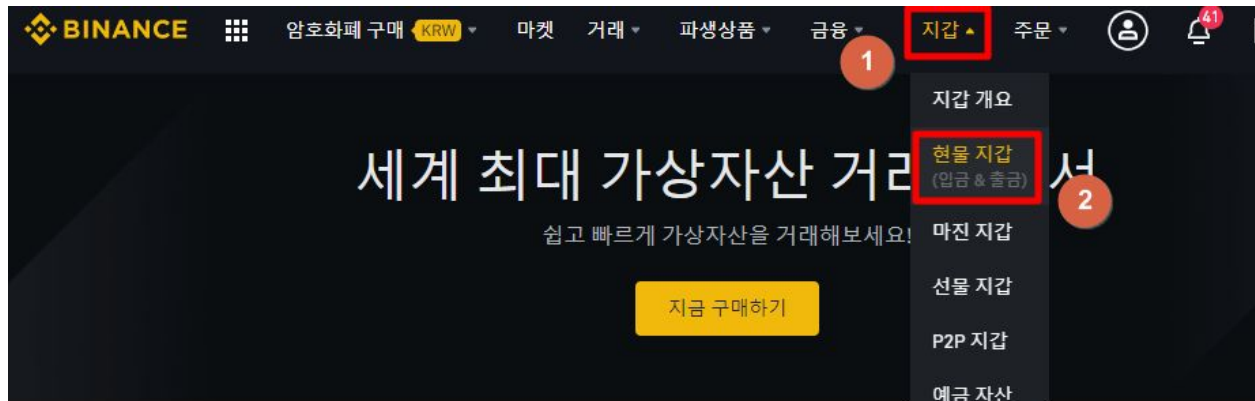 BINANCE 암호화폐 구매 KRW 마켓 거래 파생상품 금융 지갑 주문 41
1
지갑 개요
현물 지갑
(입금 & 출금)
2
세계 최대 가상자산 거 서
쉽고 빠르게 가상자산을 거래해보세요!
마진 지갑
선물 지갑
지금 구매하기
P2P 지갑
예금 자산